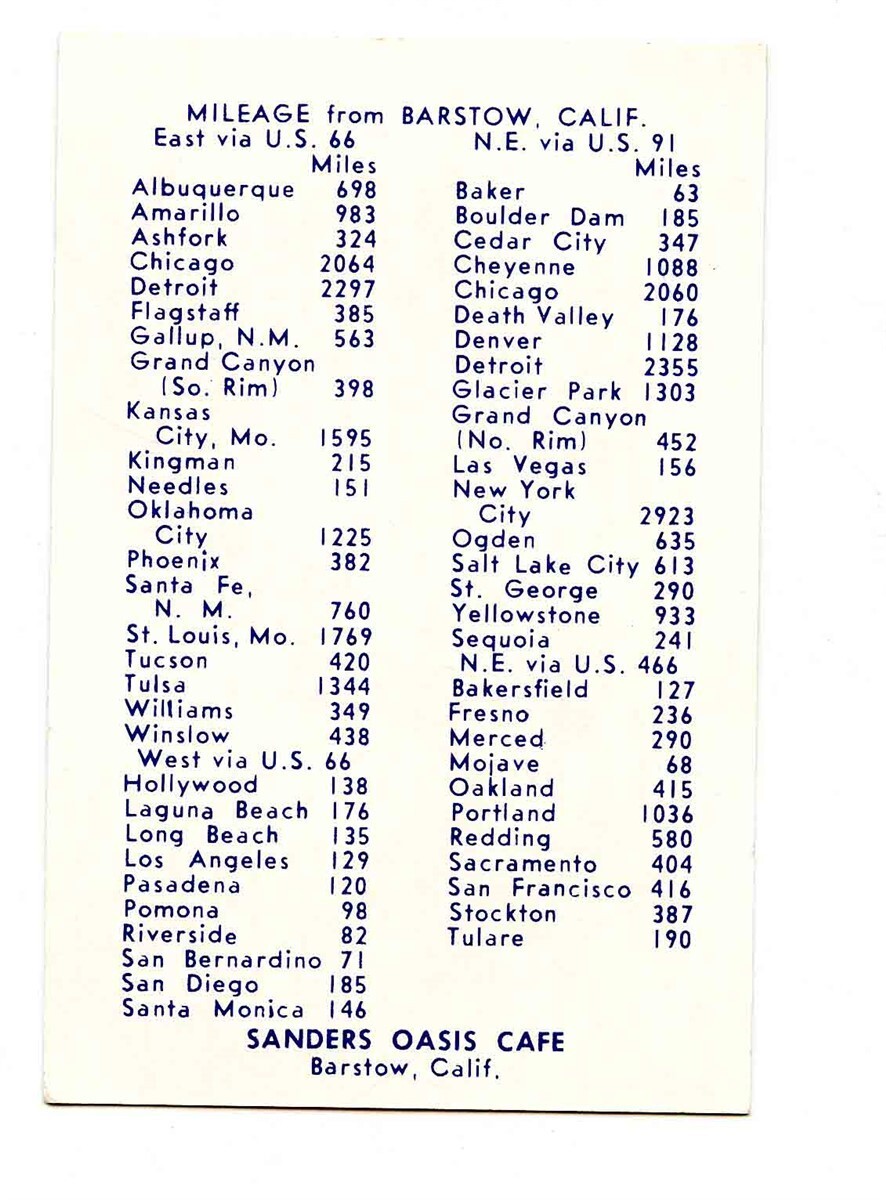 MILEAGE from BARSTOW, CALIF.
East via U.S. 66
Miles
Albuquerque 698
Amarillo 983
Ashfork 324
Chicago 2064
Detroit 2297
Flagstaff 385
Gallup, N.M. 563
Grand Canyon
(So. Rim) 398
Kansas
City, Mo. 1595
Kingman 215
Needles 151
Oklahoma
City 1225
Phoenix 382
Santa Fe,
N. M. 760
St. Louis, Mo. 1769
Tucson 420
Tulsa 1344
Williams 349
Winslow 438
West via U.S. 66
Hollywood 138
Laguna Beach 176
Long Beach 135
Los Angeles 129
Pasadena 120
Pomona 98
Riverside 82
San Bernardino 71
San Diego 185
Santa Monica 146
N.E. via U.S. 91
Miles
Baker 63
Boulder Dam 185
Cedar City 347
Cheyenne 1088
Chicago 2060
Death Valley 176
Denver 1128
Detroit 2355
Glacier Park 1303
Grand Canyon
(No. Rim) 452
Las Vegas 156
New York
City 2923
Ogden 635
Salt Lake City 613
St. George 290
Yellowstone 933
Sequoia 241
N.E. via U.S. 466
Bakersfield 127
Fresno 236
Merced 290
Mojave 68
Oakland 415
Portland 1036
Redding 580
Sacramento 404
San Francisco 416
Stockton 387
Tulare 190
SANDERS OASIS CAFE
Barstow, Calif.